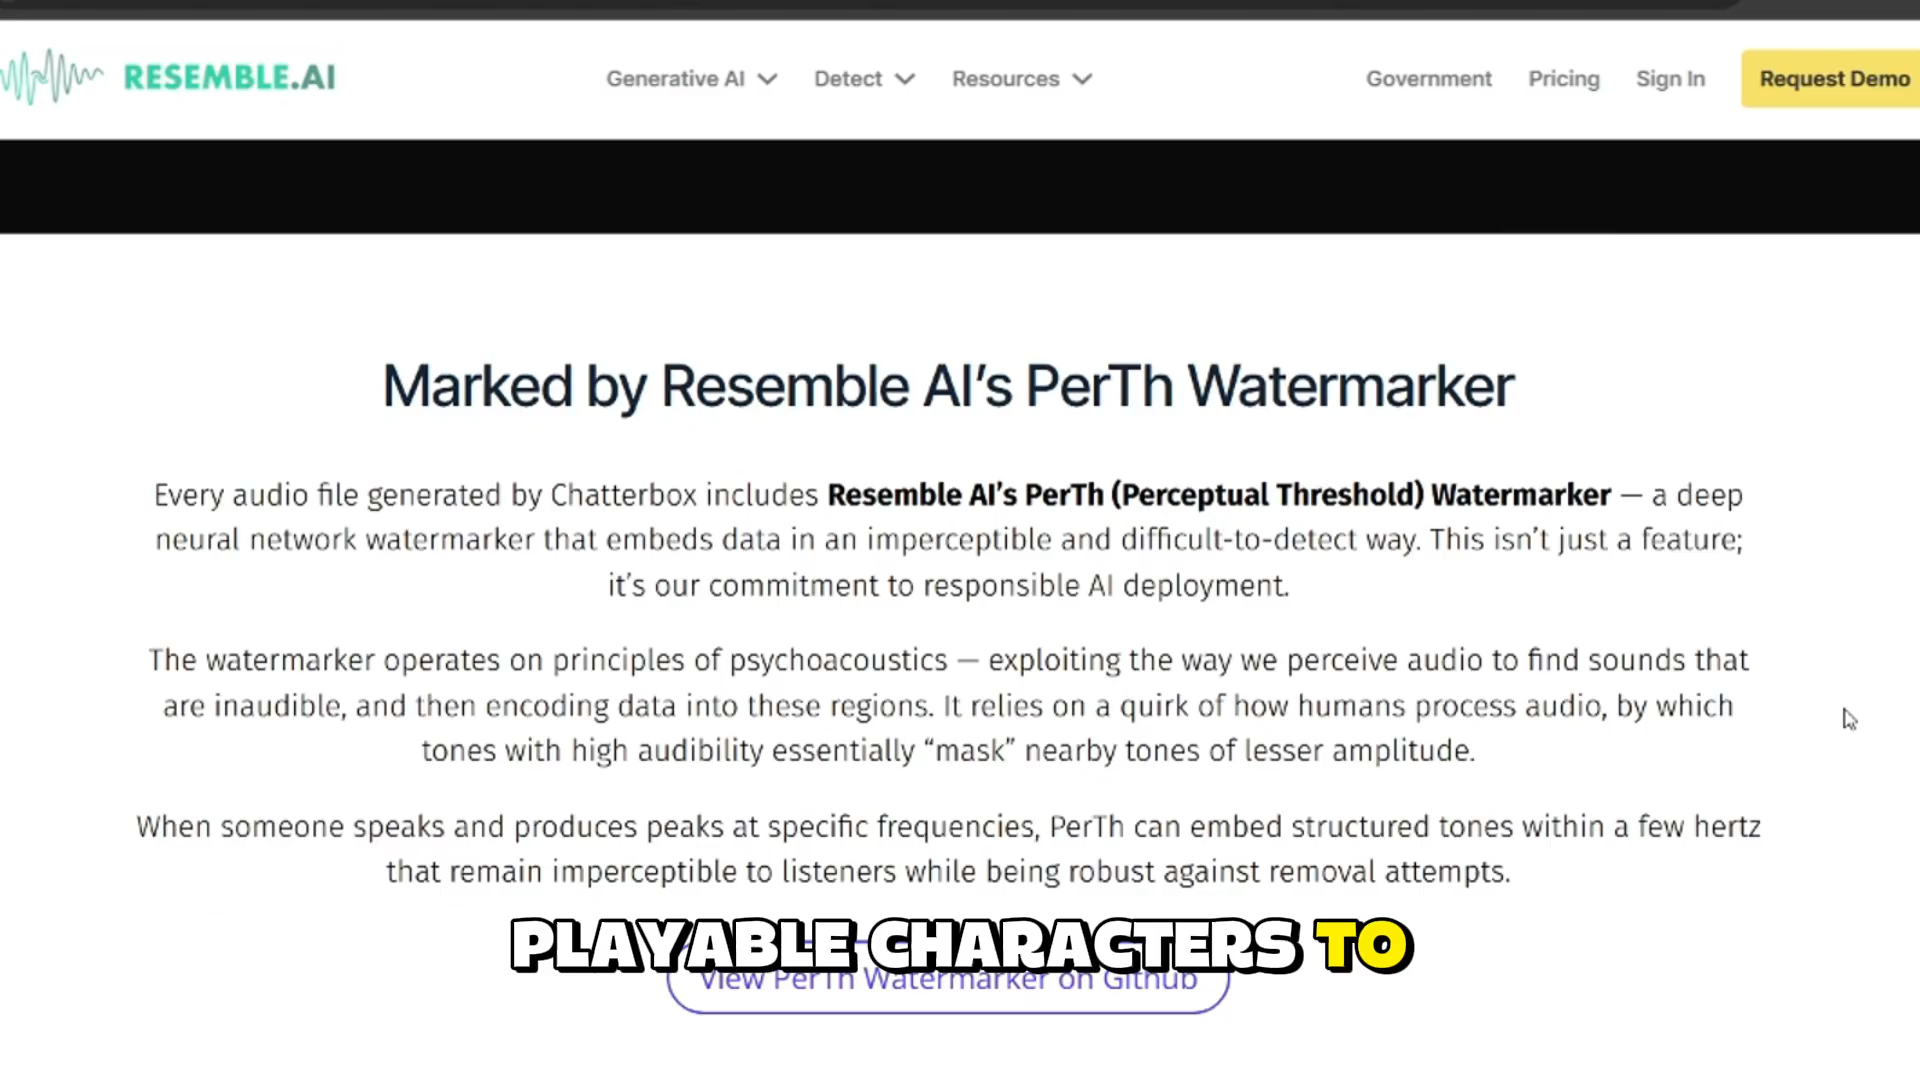 RESEMBLE.AI
Generative AI
Detect
Resources
Government
Pricing
Sign In
Request Demo
Marked by Resemble AI’s PerTh Watermarker
Every audio file generated by Chatterbox includes Resemble AI’s PerTh (Perceptual Threshold) Watermarker — a deep
neural network watermarker that embeds data in an imperceptible and difficult-to-detect way. This isn’t just a feature;
it’s our commitment to responsible AI deployment.
The watermarker operates on principles of psychoacoustics — exploiting the way we perceive audio to find sounds that
are inaudible, and then encoding data into these regions. It relies on a quirk of how humans process audio, by which
tones with high audibility essentially “mask” nearby tones of lesser amplitude.
When someone speaks and produces peaks at specific frequencies, PerTh can embed structured tones within a few hertz
that remain imperceptible to listeners while being robust against removal attempts.
PLAYABLE CHARACTERS TO
View PerTh Watermarker on Github